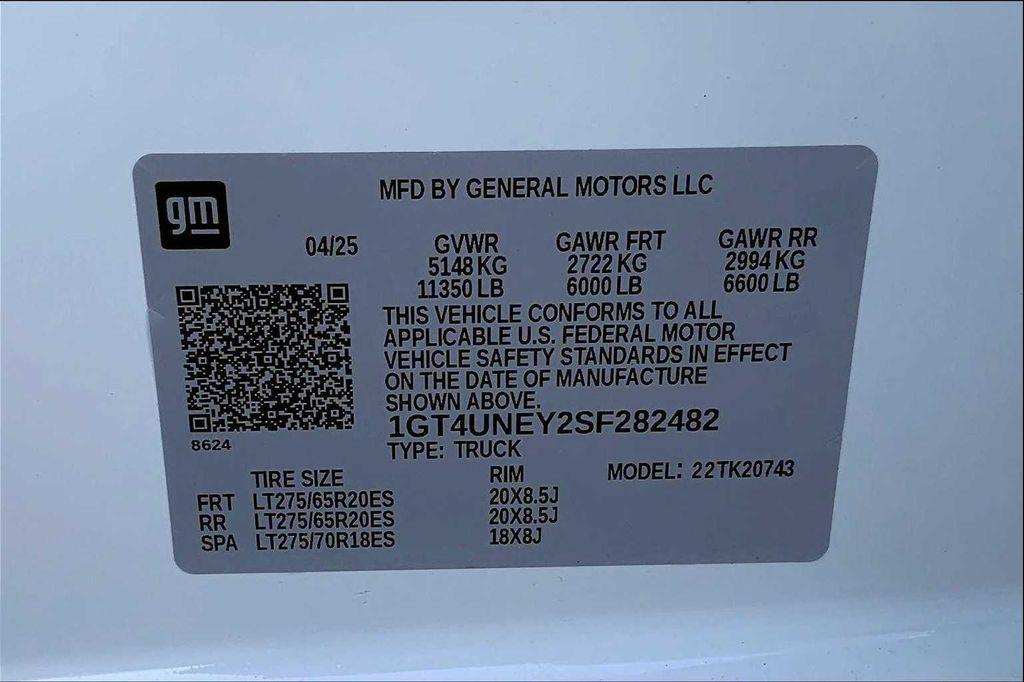 MFD BY GENERAL MOTORS LLC
gm
04/25
GVWR GAWR FRT GAWR RR
5148 KG 2722 KG 2994 KG
11350 LB 6000 LB 6600 LB
THIS VEHICLE CONFORMS TO ALL
APPLICABLE U.S. FEDERAL MOTOR
VEHICLE SAFETY STANDARDS IN EFFECT
ON THE DATE OF MANUFACTURE
SHOWN ABOVE.
1GT4UNEY2SF282482
8624
TYPE: TRUCK
MODEL: 22TK20743
TIRE SIZE RIM
FRT LT275/65R20ES 20X8.5J
RR LT275/65R20ES 20X8.5J
SPA LT275/70R18ES 18X8J